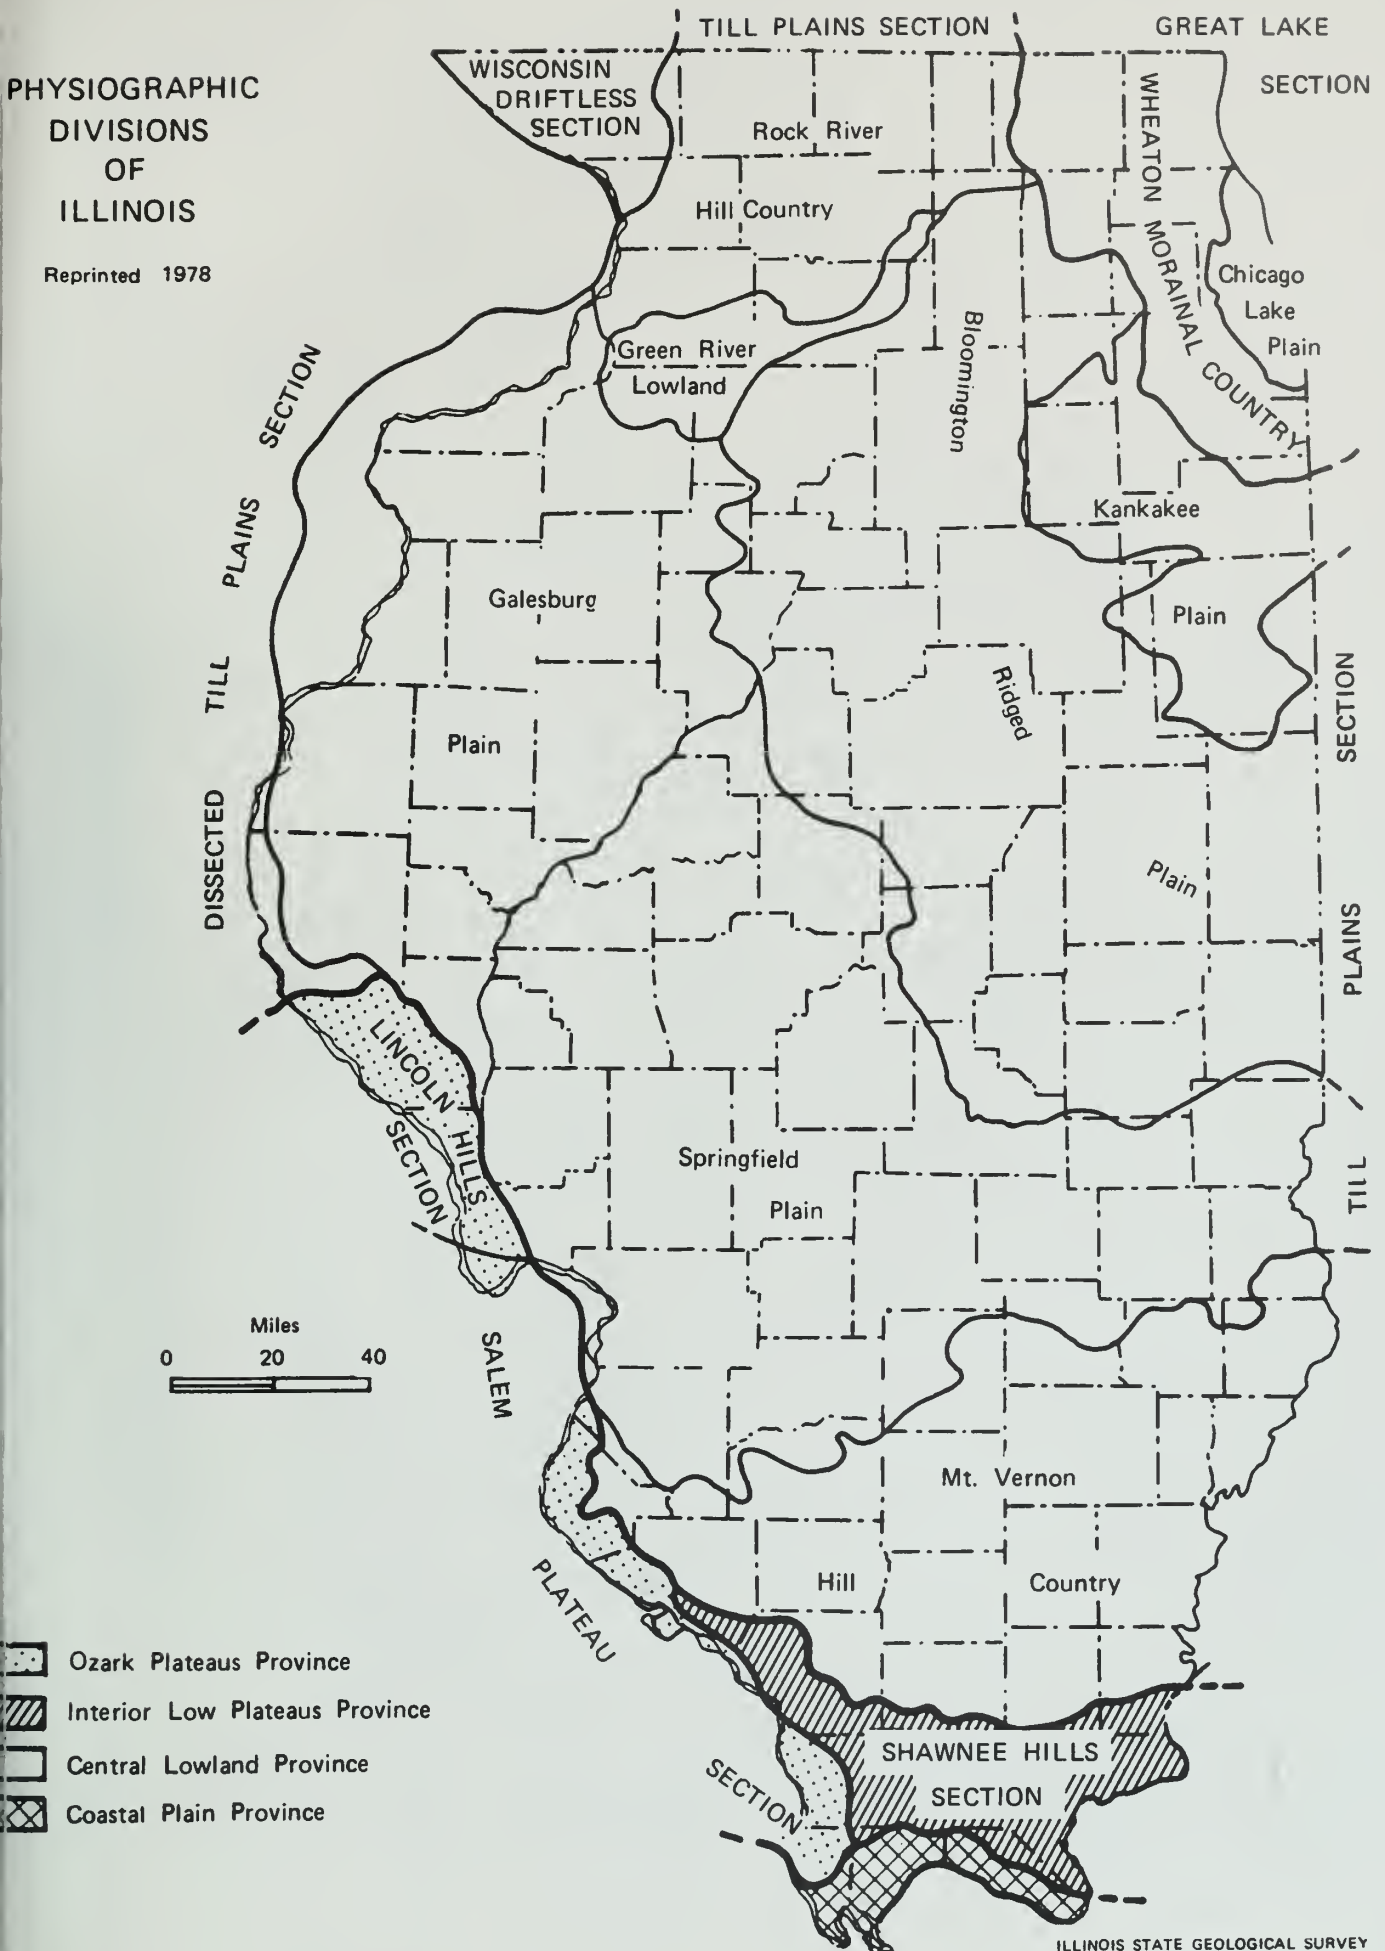 PHYSIOGRAPHIC
DIVISIONS
OF
ILLINOIS
Reprinted 1978
TILL PLAINS SECTION
GREAT LAKE
SECTION
WISCONSIN
DRIFTLESS
SECTION
Rock River
Hill Country
WHEATON MORAINAL COUNTRY
Chicago
Lake
Plain
Green River
Lowland
Bloomington
Ridged
Plain
Kankakee
Plain
Galesburg
Plain
DISSECTED TILL PLAINS SECTION
TILL PLAINS SECTION
LINCOLN HILLS
SECTION
Springfield
Plain
Miles
0 20 40
SALEM
PLATEAU
SECTION
Mt. Vernon
Hill Country
SHAWNEE HILLS
SECTION
Ozark Plateaus Province
Interior Low Plateaus Province
Central Lowland Province
Coastal Plain Province
ILLINOIS STATE GEOLOGICAL SURVEY